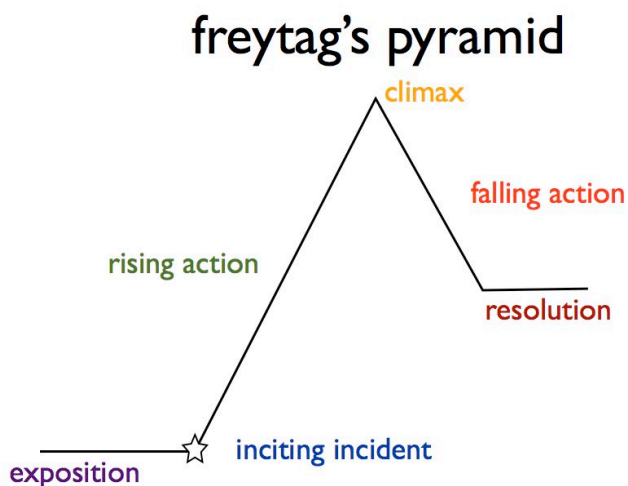 freytag's pyramid
climax
falling action
rising action
resolution
inciting incident
exposition